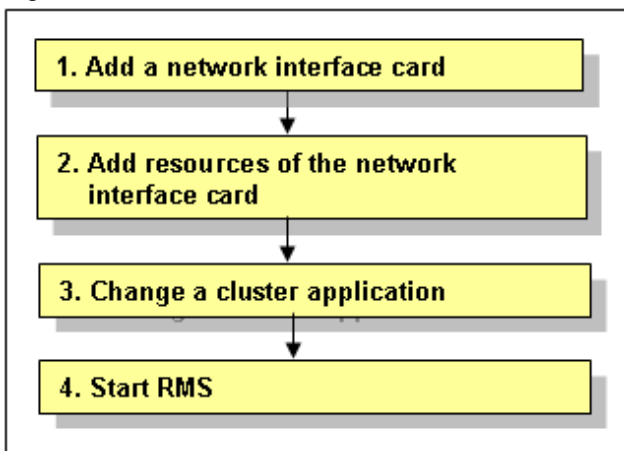 1. Add a network interface card
2. Add resources of the network
interface card
3. Change a cluster application
4. Start RMS